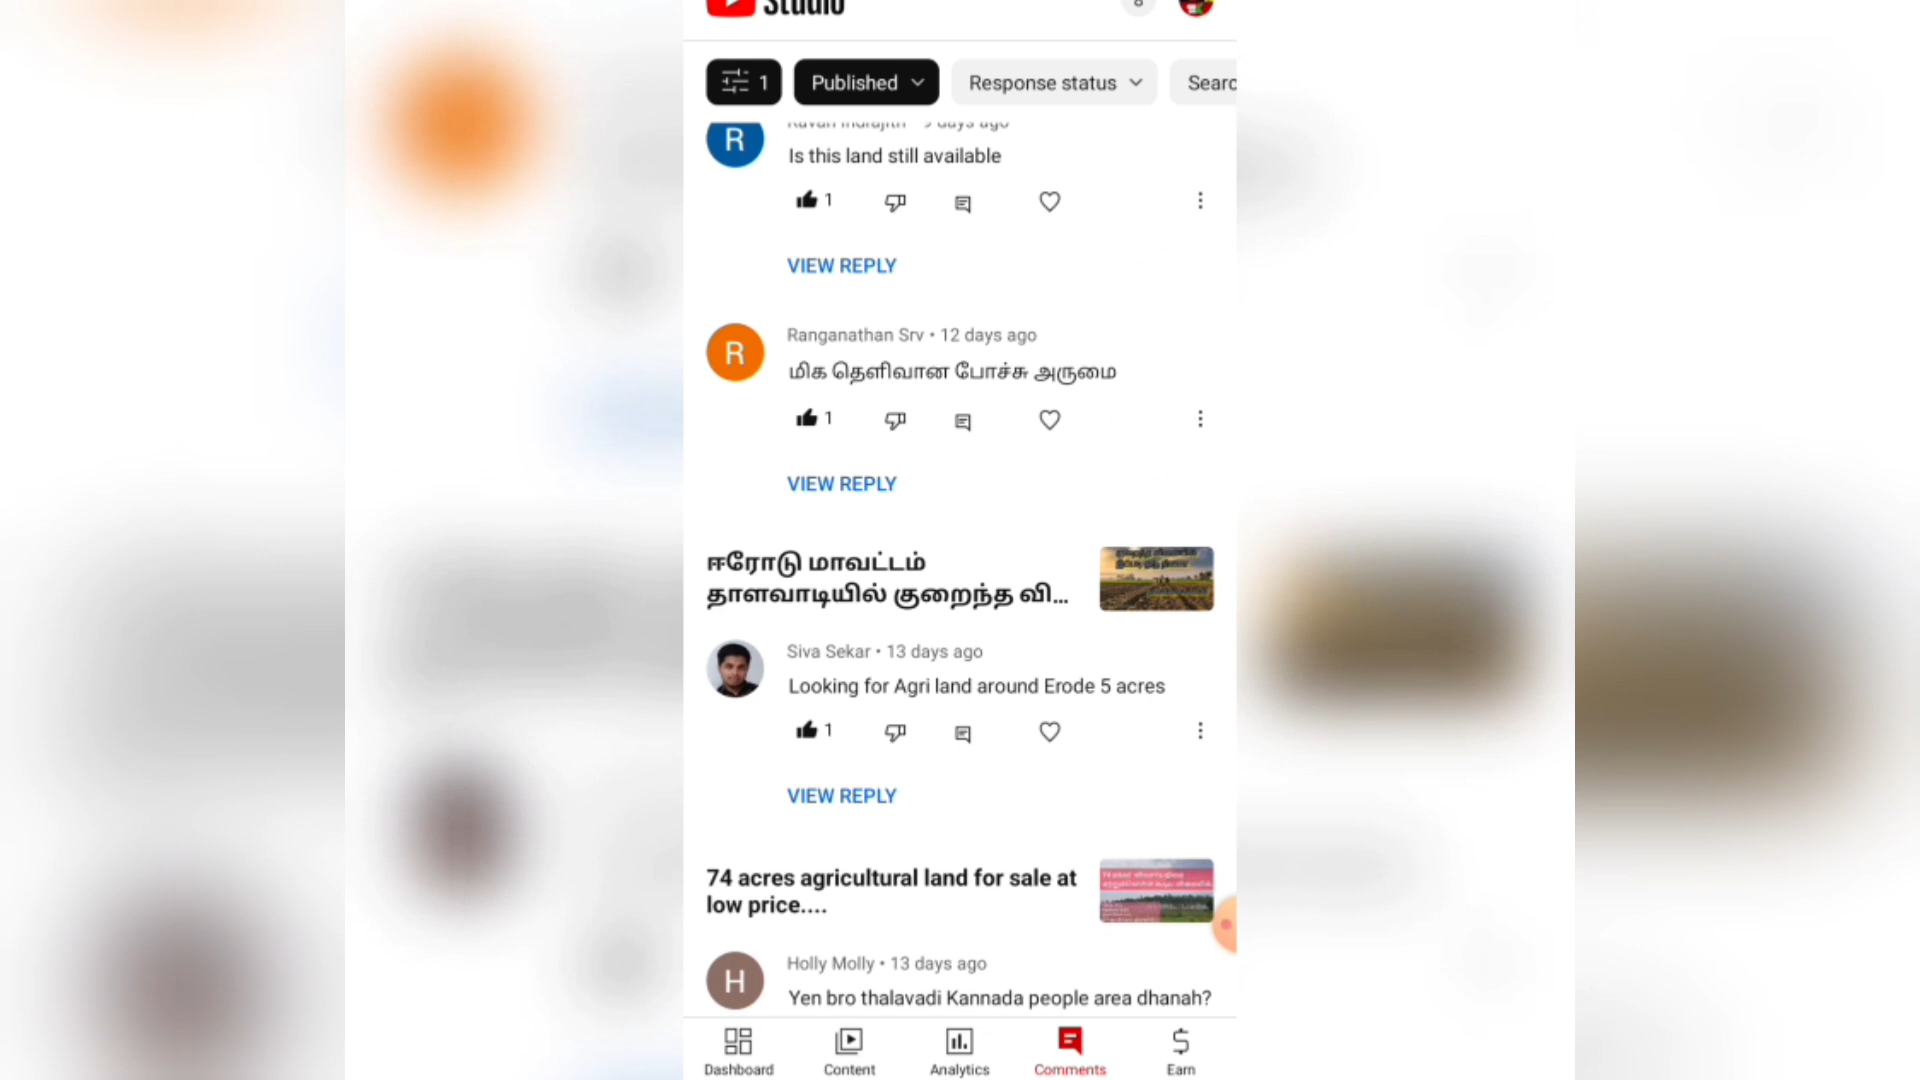 Studio
1
Published
Response status
Searc
Is this land still available
1
VIEW REPLY
R
Ranganathan Srv • 12 days ago
மிக தெளிவான போச்சு அருமை
1
VIEW REPLY
ஈரோடு மாவட்டம்
தாளவாடியில் குறைந்த வி...
Siva Sekar • 13 days ago
Looking for Agri land around Erode 5 acres
1
VIEW REPLY
74 acres agricultural land for sale at
low price....
H
Holly Molly • 13 days ago
Yen bro thalavadi Kannada people area dhanah?
Dashboard
Content
Analytics
Comments
Earn